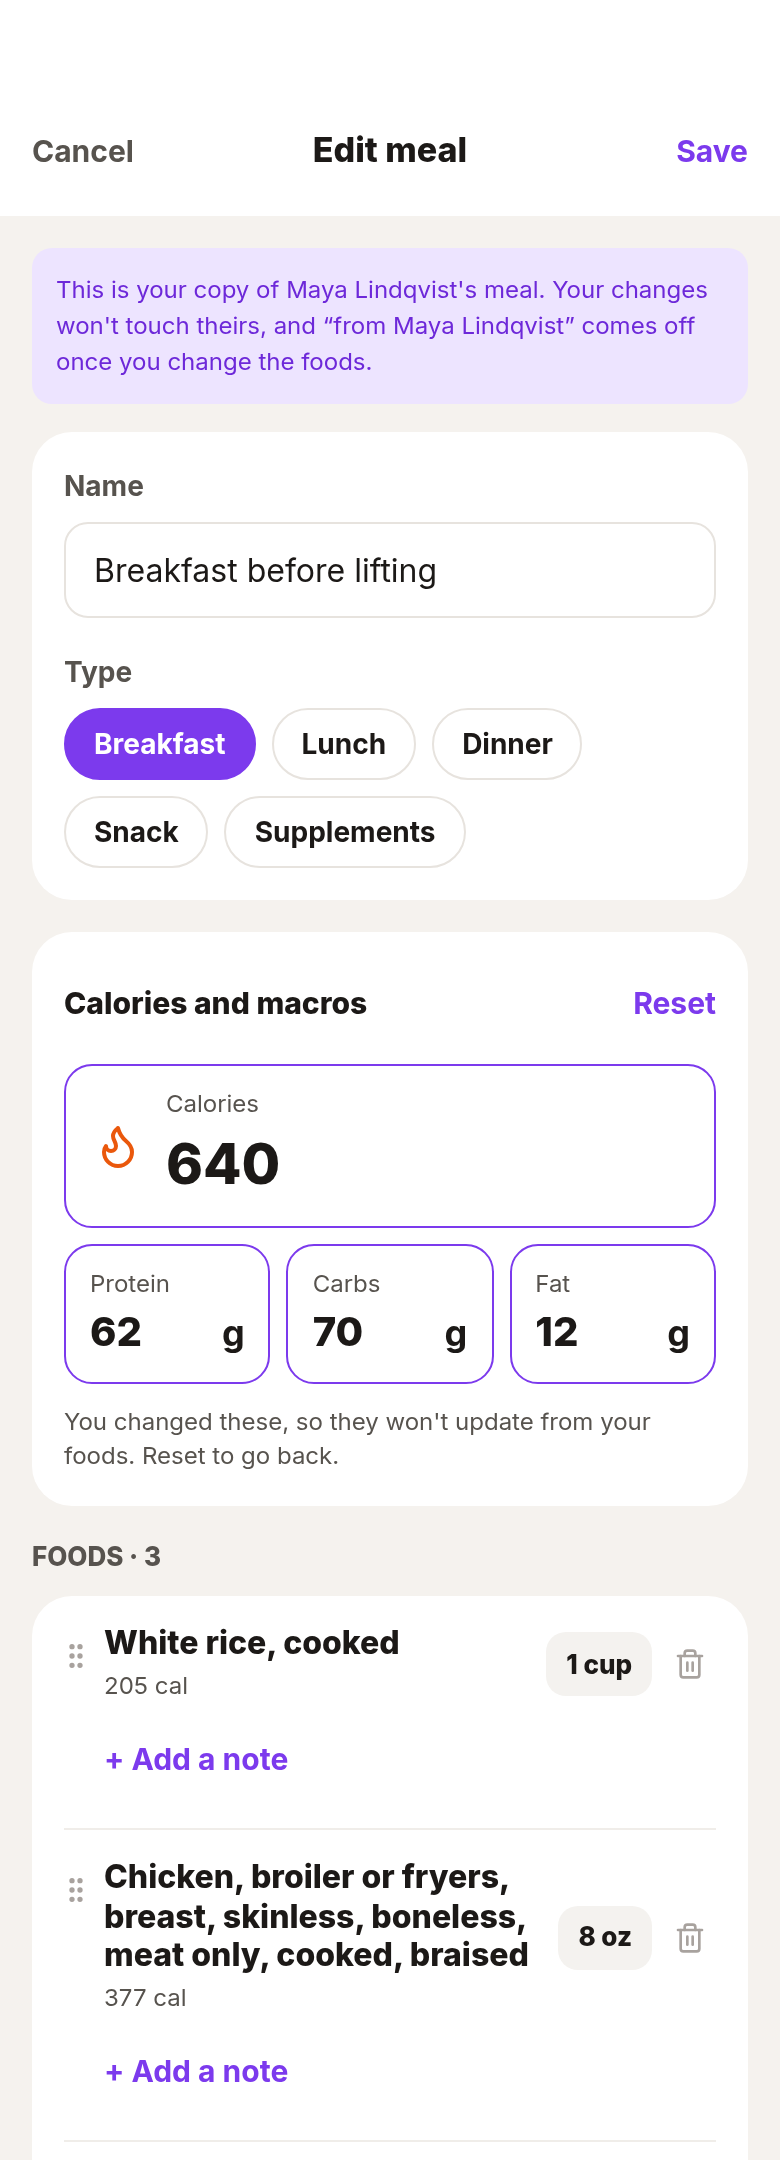 Cancel
Edit meal
Save
This is your copy of Maya Lindqvist's meal. Your changes
won't touch theirs, and “from Maya Lindqvist” comes off
once you change the foods.
Name
Breakfast before lifting
Type
Breakfast
Lunch
Dinner
Snack
Supplements
Calories and macros
Reset
Calories
640
Protein
62 g
Carbs
70 g
Fat
12 g
You changed these, so they won't update from your
foods. Reset to go back.
FOODS · 3
White rice, cooked
205 cal
1 cup
+ Add a note
Chicken, broiler or fryers,
breast, skinless, boneless,
meat only, cooked, braised
377 cal
8 oz
+ Add a note